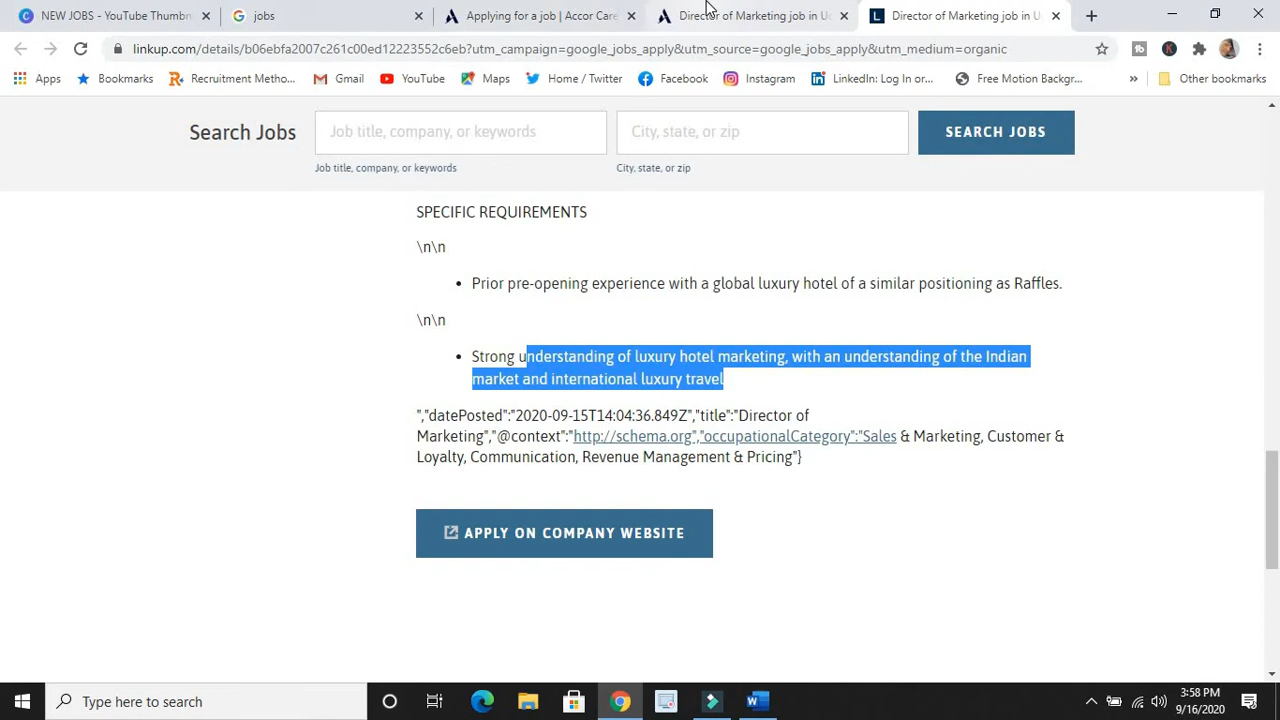 NEW JOBS - YouTube Thumb
jobs
Applying for a job | Accor Care
Director of Marketing job in Uc
Director of Marketing job in U
linkup.com/details/b06ebfa2007c261c00ed12223552c6eb?utm_campaign=google_jobs_apply&utm_source=google_jobs_apply&utm_medium=organic
Apps
Bookmarks
Recruitment Metho...
Gmail
YouTube
Maps
Home / Twitter
Facebook
Instagram
LinkedIn: Log In or...
Free Motion Backgr...
»
Other bookmarks
Search Jobs
Job title, company, or keywords
City, state, or zip
SEARCH JOBS
Job title, company, or keywords
City, state, or zip
SPECIFIC REQUIREMENTS
\n\n
• Prior pre-opening experience with a global luxury hotel of a similar positioning as Raffles.
\n\n
• Strong understanding of luxury hotel marketing, with an understanding of the Indian
market and international luxury travel
","datePosted":"2020-09-15T14:04:36.849Z","title":"Director of
Marketing","@context":"http://schema.org","occupationalCategory":"Sales & Marketing, Customer &
Loyalty, Communication, Revenue Management & Pricing"}
APPLY ON COMPANY WEBSITE
Type here to search
3:58 PM
9/16/2020